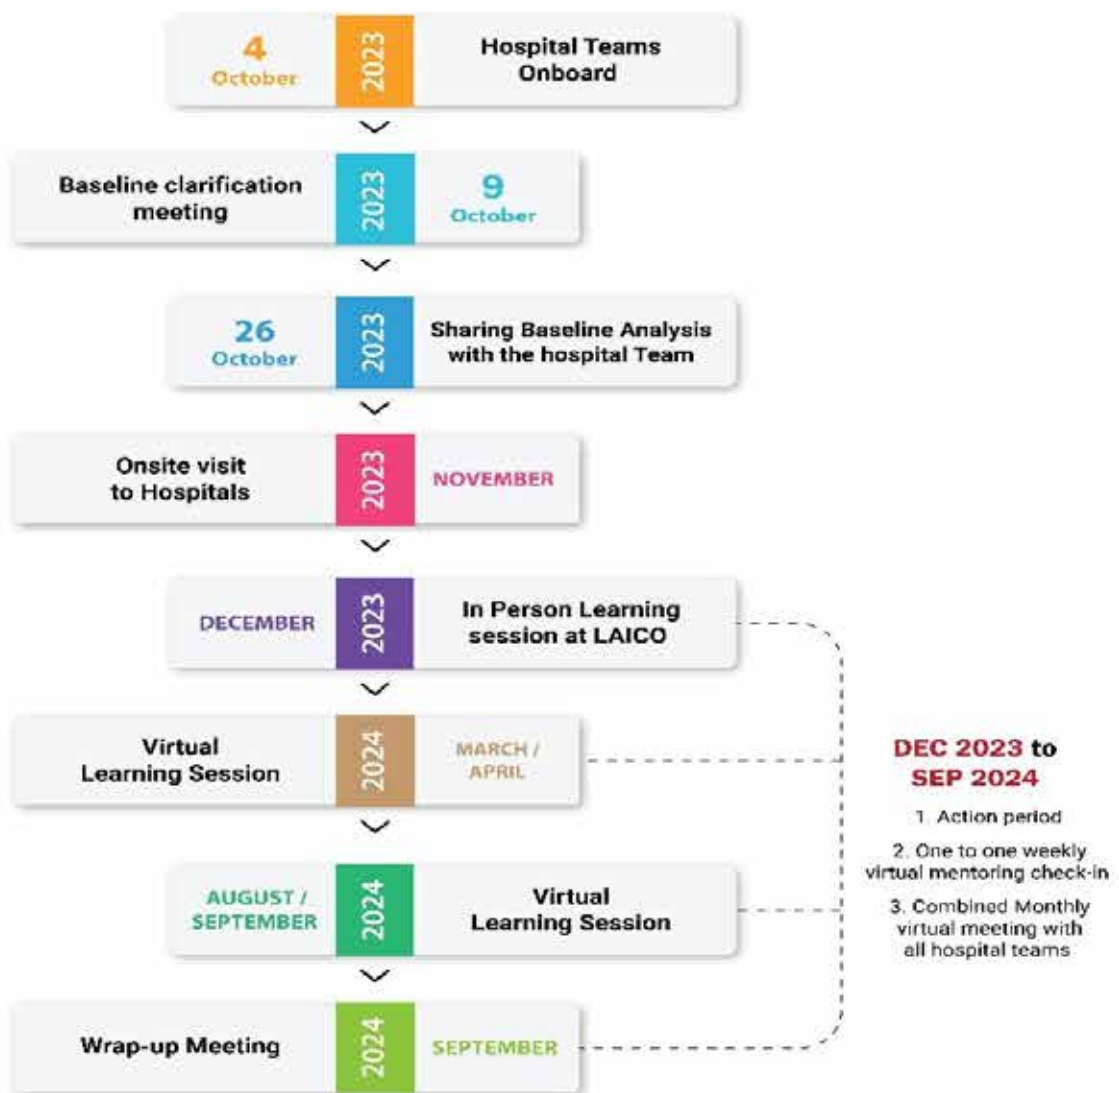 4
October
2023
Hospital Teams
Onboard
Baseline clarification
meeting
2023
9
October
26
October
2023
Sharing Baseline Analysis
with the hospital Team
Onsite visit
to Hospitals
2023
NOVEMBER
DECEMBER
2023
In Person Learning
session at LAICO
Virtual
Learning Session
2024
MARCH /
APRIL
AUGUST /
SEPTEMBER
2024
Virtual
Learning Session
Wrap-up Meeting
2024
SEPTEMBER
DEC 2023 to
SEP 2024
1. Action period
2. One to one weekly
virtual mentoring check-in
3. Combined Monthly
virtual meeting with
all hospital teams